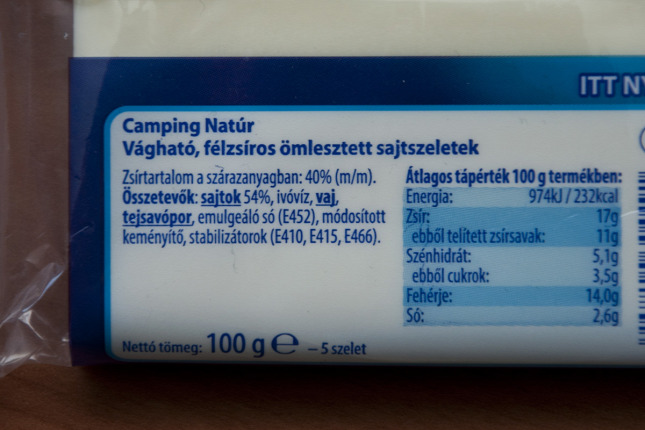 ITT NY
Camping Natúr
Vágható, félzsíros ömlesztett sajtszeletek
Zsírtartalom a szárazanyagban: 40% (m/m).
Összetevők: sajtok 54%, ivóvíz, vaj,
tejsavópor, emulgeáló só (E452), módosított
keményítő, stabilizátorok (E410, E415, E466).
Nettó tömeg: 100 g ℮ – 5 szelet
Átlagos tápérték 100 g termékben:
Energia: 974kJ / 232kcal
Zsír: 17g
ebből telített zsírsavak: 11g
Szénhidrát: 5,1g
ebből cukrok: 3,5g
Fehérje: 14,0g
Só: 2,6g